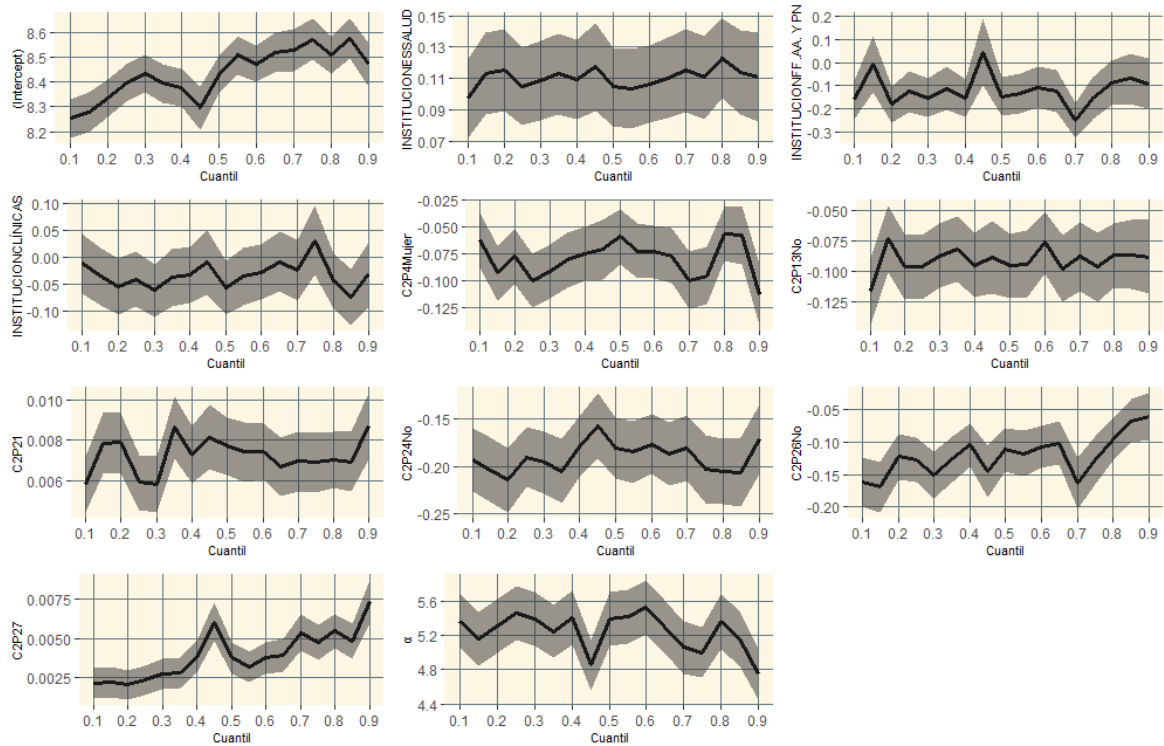 (Intercept)
8.6
8.5
8.4
8.3
8.2
0.1 0.2 0.3 0.4 0.5 0.6 0.7 0.8 0.9
Cuantil
INSTITUCIONESSALUD
0.15
0.13
0.11
0.09
0.07
0.1 0.2 0.3 0.4 0.5 0.6 0.7 0.8 0.9
Cuantil
INSTITUCIONFF.AA. Y PN
0.2
0.1
0.0
-0.1
-0.2
-0.3
0.1 0.2 0.3 0.4 0.5 0.6 0.7 0.8 0.9
Cuantil
INSTITUCIONCLÍNICAS
0.10
0.05
0.00
-0.05
-0.10
0.1 0.2 0.3 0.4 0.5 0.6 0.7 0.8 0.9
Cuantil
C2P4Mujer
-0.025
-0.050
-0.075
-0.100
-0.125
0.1 0.2 0.3 0.4 0.5 0.6 0.7 0.8 0.9
Cuantil
C2P13No
-0.050
-0.075
-0.100
-0.125
0.1 0.2 0.3 0.4 0.5 0.6 0.7 0.8 0.9
Cuantil
C2P21
0.010
0.008
0.006
0.1 0.2 0.3 0.4 0.5 0.6 0.7 0.8 0.9
Cuantil
C2P24No
-0.15
-0.20
-0.25
0.1 0.2 0.3 0.4 0.5 0.6 0.7 0.8 0.9
Cuantil
C2P26No
-0.05
-0.10
-0.15
-0.20
0.1 0.2 0.3 0.4 0.5 0.6 0.7 0.8 0.9
Cuantil
C2P27
0.0075
0.0050
0.0025
0.1 0.2 0.3 0.4 0.5 0.6 0.7 0.8 0.9
Cuantil
α
5.6
5.2
4.8
4.4
0.1 0.2 0.3 0.4 0.5 0.6 0.7 0.8 0.9
Cuantil